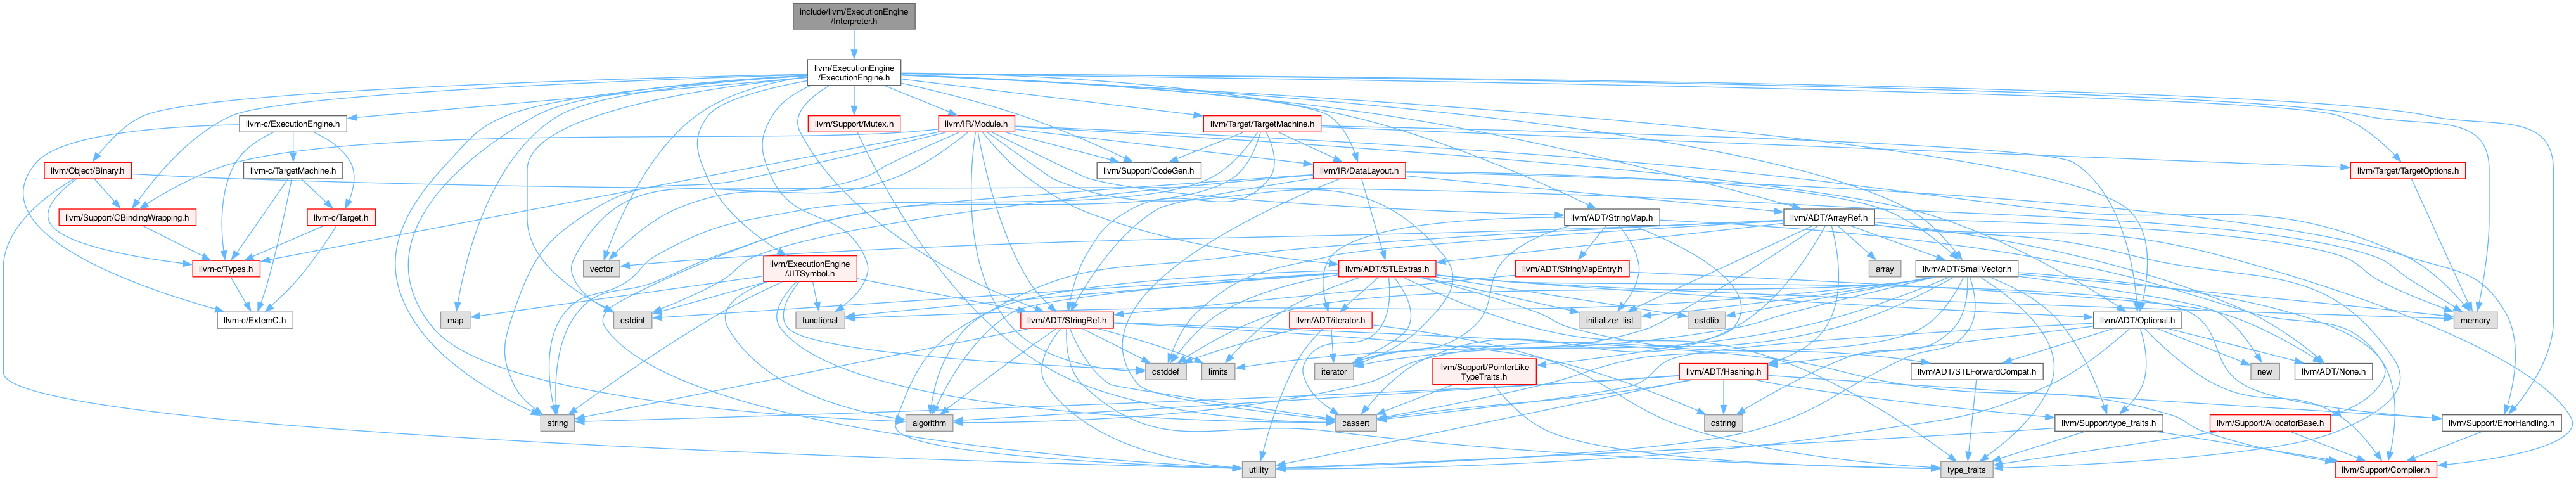 include/llvm/ExecutionEngine
/Interpreter.h
llvm/ExecutionEngine
/ExecutionEngine.h
llvm-c/ExecutionEngine.h
llvm/Support/Mutex.h
llvm/IR/Module.h
llvm/Target/TargetMachine.h
llvm/Object/Binary.h
llvm-c/TargetMachine.h
llvm/Support/CodeGen.h
llvm/IR/DataLayout.h
llvm/Target/TargetOptions.h
llvm/Support/CBindingWrapping.h
llvm-c/Target.h
llvm/ADT/StringMap.h
llvm/ADT/ArrayRef.h
llvm-c/Types.h
vector
llvm/ExecutionEngine
/JITSymbol.h
llvm/ADT/STLExtras.h
llvm/ADT/StringMapEntry.h
array
llvm/ADT/SmallVector.h
llvm-c/ExternC.h
map
cstdint
functional
llvm/ADT/StringRef.h
llvm/ADT/iterator.h
initializer_list
cstdlib
llvm/ADT/Optional.h
memory
cstddef
limits
iterator
llvm/Support/PointerLike
TypeTraits.h
llvm/ADT/Hashing.h
llvm/ADT/STLForwardCompat.h
new
llvm/ADT/None.h
string
algorithm
cassert
cstring
llvm/Support/type_traits.h
llvm/Support/AllocatorBase.h
llvm/Support/ErrorHandling.h
utility
type_traits
llvm/Support/Compiler.h